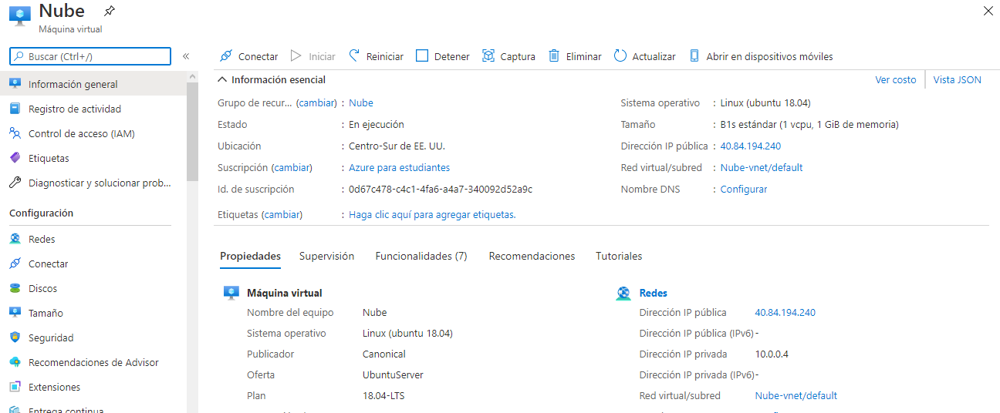 Nube
Máquina virtual
Buscar (Ctrl+/)
«
Información general
Registro de actividad
Control de acceso (IAM)
Etiquetas
Diagnosticar y solucionar prob...
Configuración
Redes
Conectar
Discos
Tamaño
Seguridad
Recomendaciones de Advisor
Extensiones
Entrega continua
Conectar Iniciar Reiniciar Detener Captura Eliminar Actualizar Abrir en dispositivos móviles
Información esencial Ver costo Vista JSON
Grupo de recur... (cambiar) : Nube
Estado : En ejecución
Ubicación : Centro-Sur de EE. UU.
Suscripción (cambiar) : Azure para estudiantes
Id. de suscripción : 0d67c478-c4c1-4fa6-a4a7-340092d52a9c
Etiquetas (cambiar) : Haga clic aquí para agregar etiquetas.
Sistema operativo : Linux (ubuntu 18.04)
Tamaño : B1s estándar (1 vcpu, 1 GiB de memoria)
Dirección IP pública : 40.84.194.240
Red virtual/subred : Nube-vnet/default
Nombre DNS : Configurar
Propiedades Supervisión Funcionalidades (7) Recomendaciones Tutoriales
Máquina virtual
Nombre del equipo Nube
Sistema operativo Linux (ubuntu 18.04)
Publicador Canonical
Oferta UbuntuServer
Plan 18.04-LTS
Redes
Dirección IP pública 40.84.194.240
Dirección IP pública (IPv6) -
Dirección IP privada 10.0.0.4
Dirección IP privada (IPv6) -
Red virtual/subred Nube-vnet/default